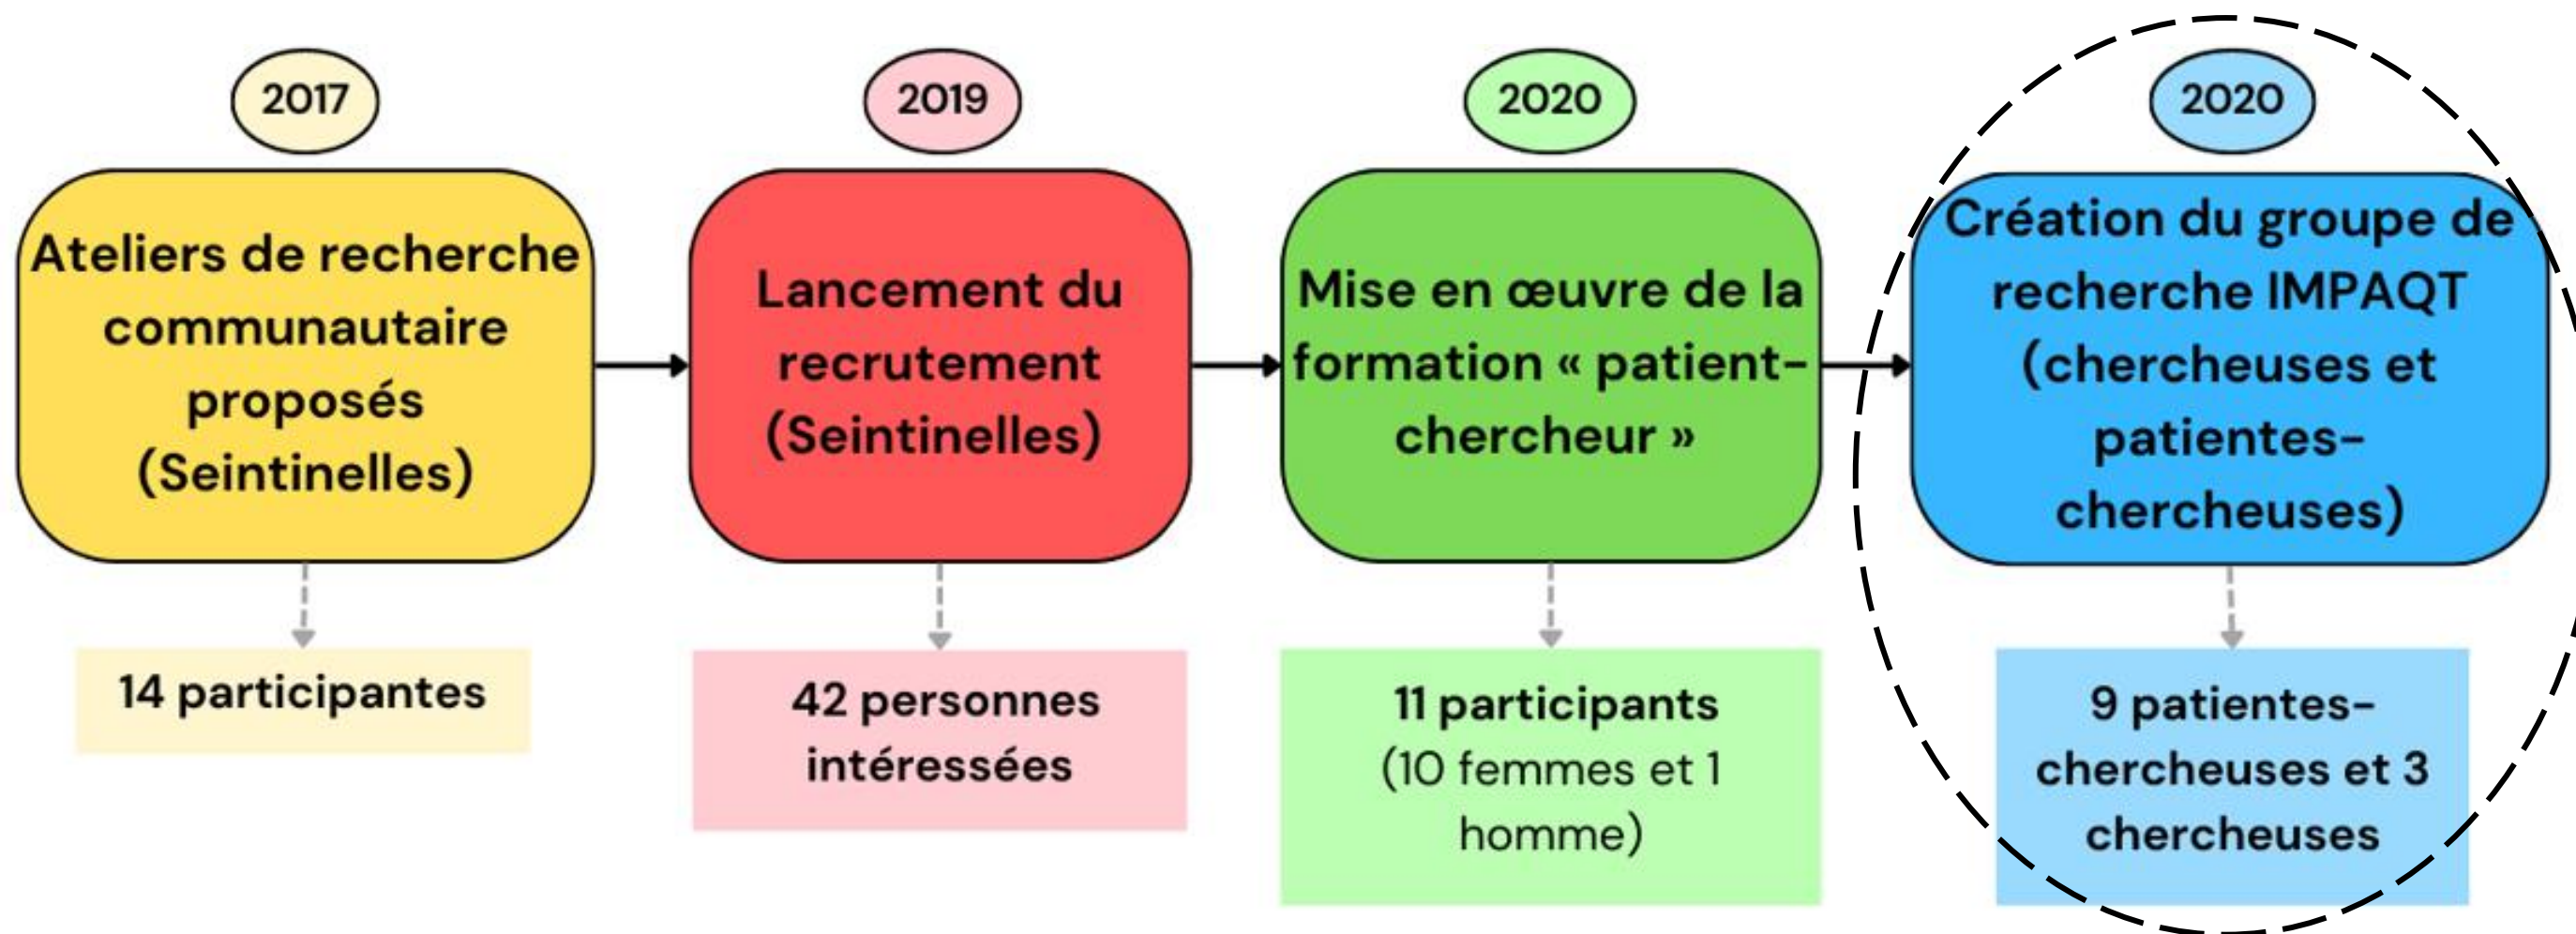 2017
Ateliers de recherche
communautaire
proposés
(Seintinelles)
14 participantes
2019
Lancement du
recrutement
(Seintinelles)
42 personnes
intéressées
2020
Mise en œuvre de la
formation « patient-
chercheur »
11 participants
(10 femmes et 1
homme)
2020
Création du groupe de
recherche IMPAQT
(chercheuses et
patientes-
chercheuses)
9 patientes-
chercheuses et 3
chercheuses